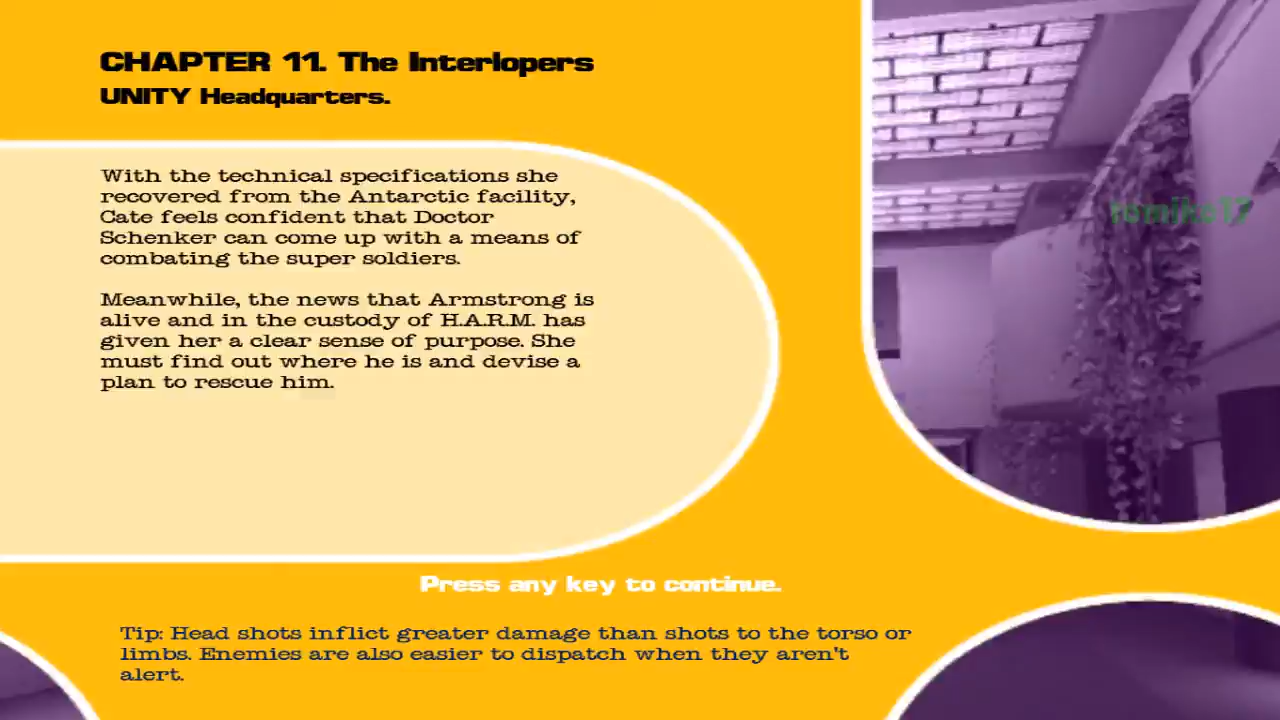 CHAPTER 11. The Interlopers
UNITY Headquarters.
With the technical specifications she
recovered from the Antarctic facility,
Cate feels confident that Doctor
Schenker can come up with a means of
combating the super soldiers.
Meanwhile, the news that Armstrong is
alive and in the custody of H.A.R.M. has
given her a clear sense of purpose. She
must find out where he is and devise a
plan to rescue him.
romiko17
Press any key to continue.
Tip: Head shots inflict greater damage than shots to the torso or
limbs. Enemies are also easier to dispatch when they aren't
alert.